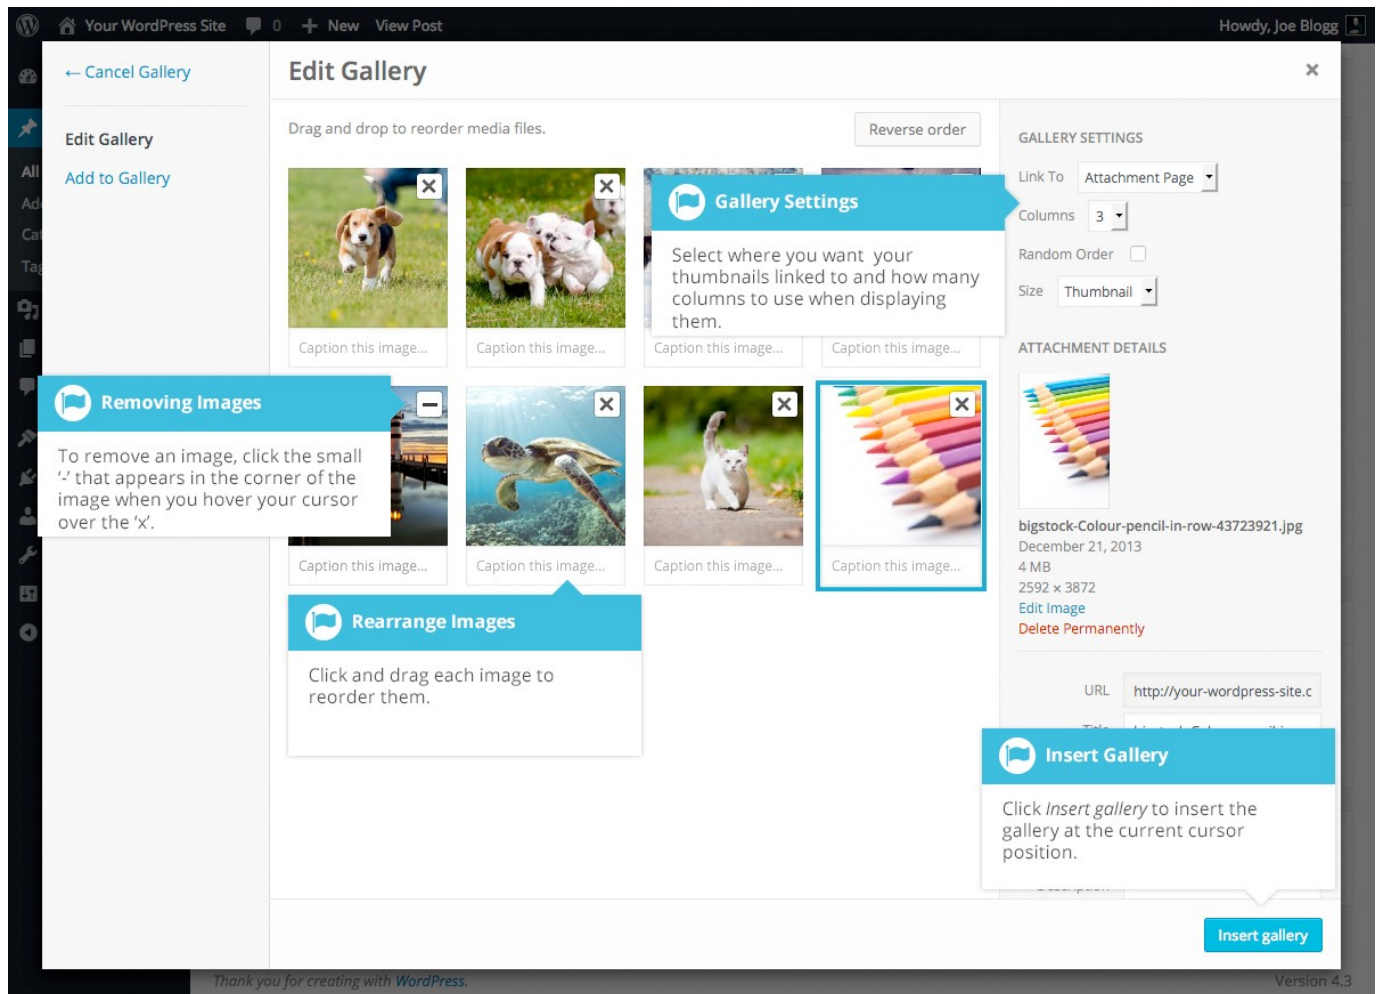 Your WordPress Site 0 New View Post
Howdy, Joe Blogg
← Cancel Gallery
Edit Gallery
Add to Gallery
All
Edit Gallery
Drag and drop to reorder media files.
Reverse order
Caption this image...
Caption this image...
Caption this image...
Caption this image...
Caption this image...
Caption this image...
Caption this image...
Caption this image...
Gallery Settings
Select where you want your
thumbnails linked to and how many
columns to use when displaying
them.
Removing Images
To remove an image, click the small
‘-’ that appears in the corner of the
image when you hover your cursor
over the ‘x’.
Rearrange Images
Click and drag each image to
reorder them.
GALLERY SETTINGS
Link To Attachment Page
Columns 3
Random Order
Size Thumbnail
ATTACHMENT DETAILS
bigstock-Colour-pencil-in-row-43723921.jpg
December 21, 2013
4 MB
2592 × 3872
Edit Image
Delete Permanently
URL http://your-wordpress-site.c
Insert Gallery
Click Insert gallery to insert the
gallery at the current cursor
position.
Insert gallery
Thank you for creating with WordPress.
Version 4.3